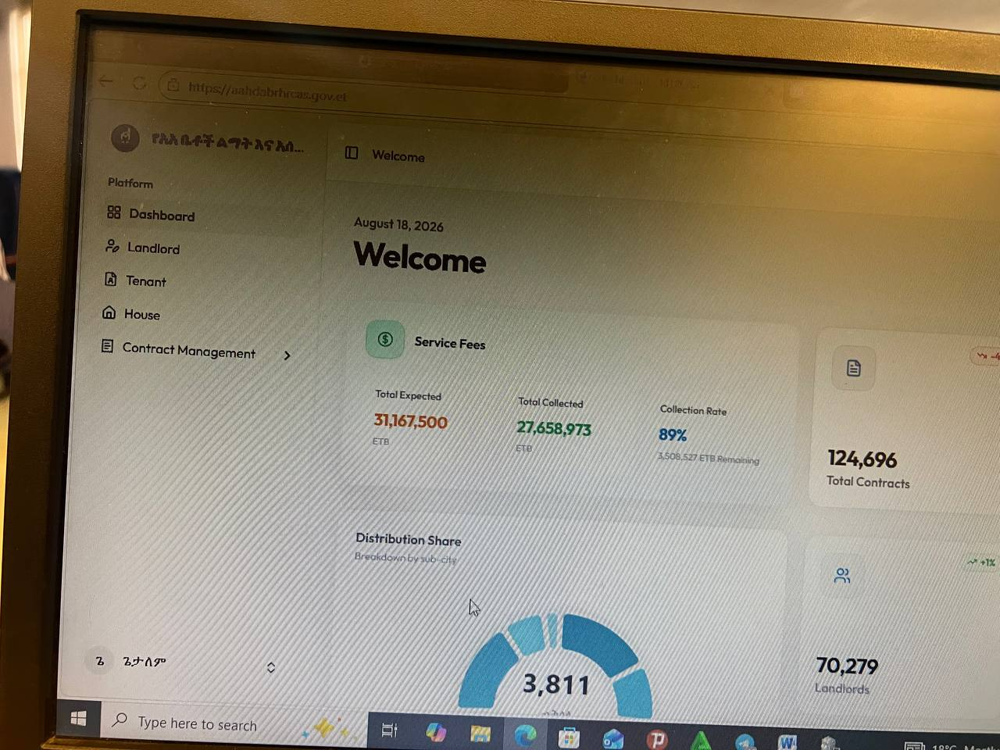 https://aahdabrhrcas.gov.et
የአአ ቤቶች ልማት እና አስ...
Welcome
Platform
Dashboard
Landlord
Tenant
House
Contract Management
August 18, 2026
Welcome
Service Fees
Total Expected
31,167,500
ETB
Total Collected
27,658,973
ETB
Collection Rate
89%
3,508,527 ETB Remaining
124,696
Total Contracts
Distribution Share
Breakdown by sub-city
3,811
+1%
70,279
Landlords
ጌ ጌታለም
Type here to search
18°C